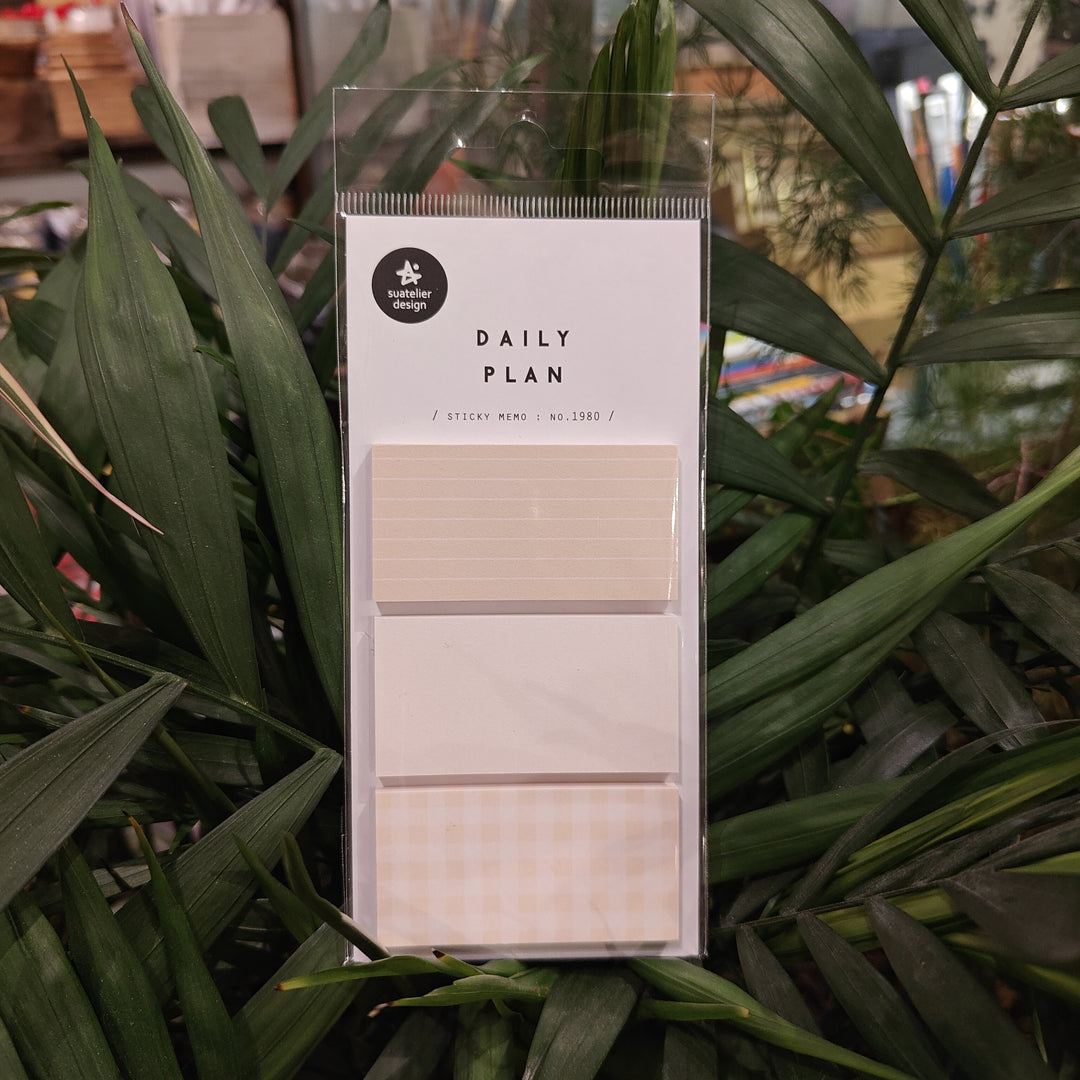 suatelier
design
DAILY
PLAN
/ STICKY MEMO : NO.1980 /